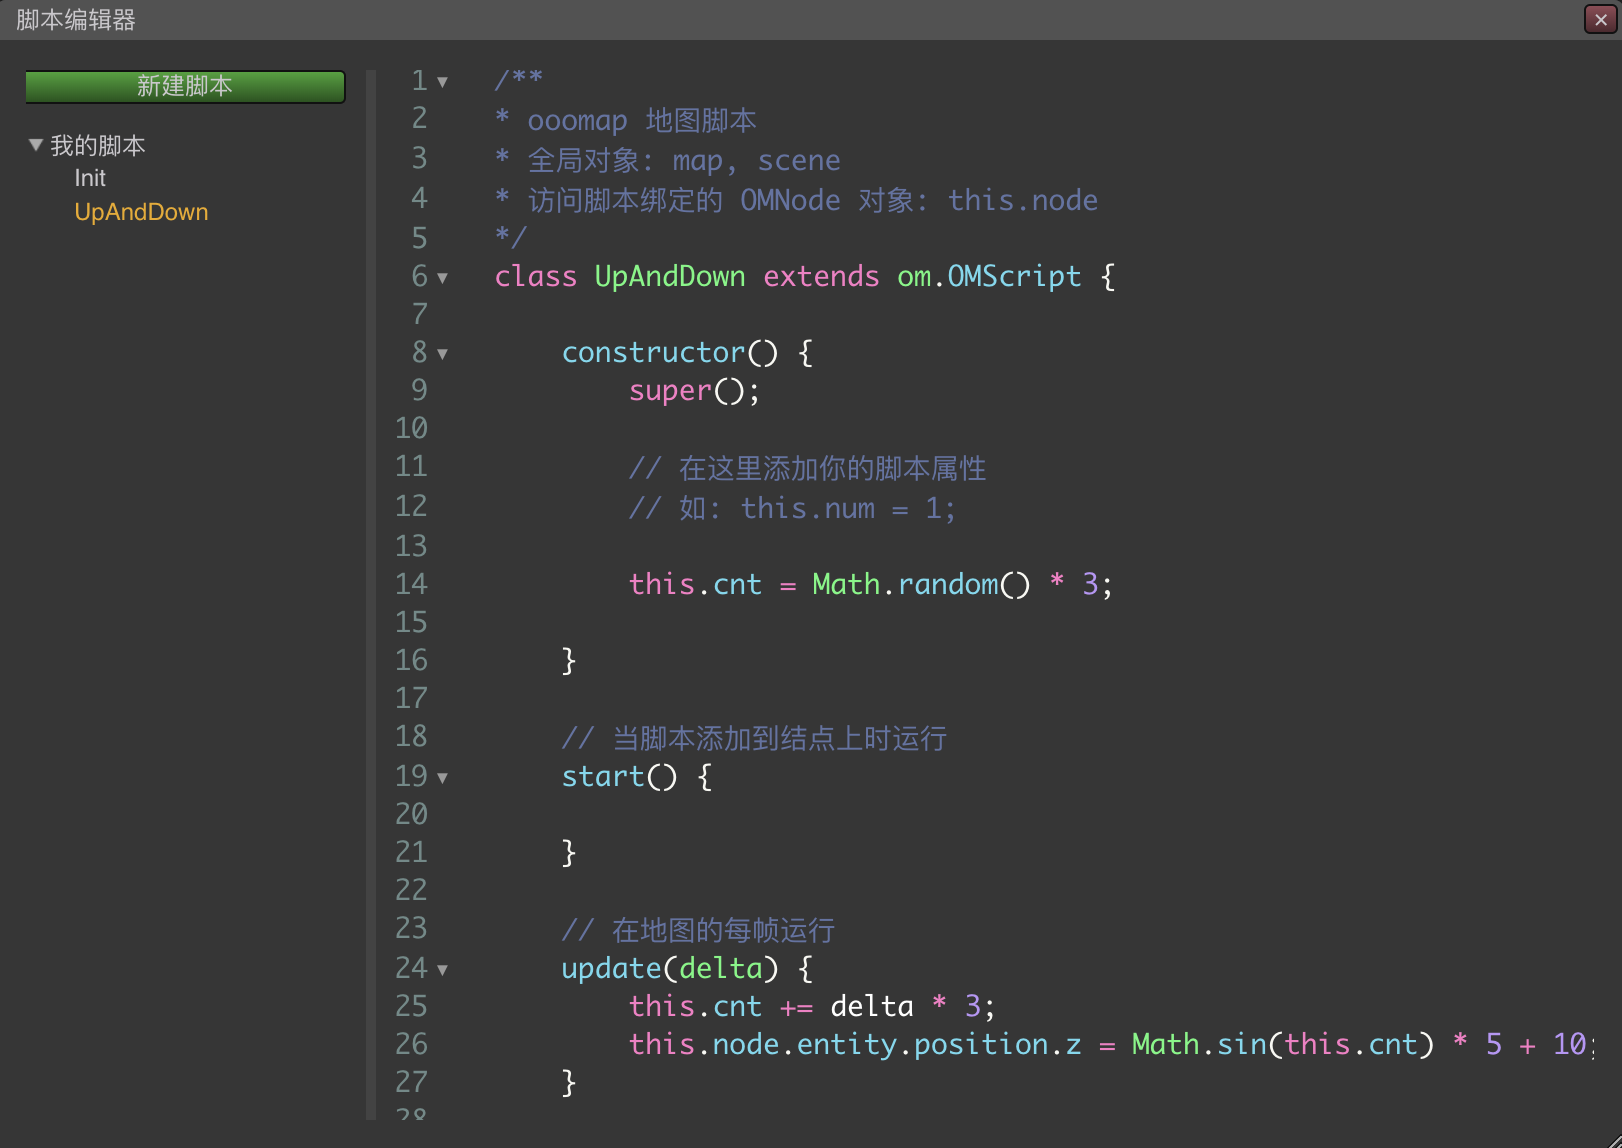 脚本编辑器
新建脚本
我的脚本
Init
UpAndDown
1 /**
2 * ooomap 地图脚本
3 * 全局对象: map, scene
4 * 访问脚本绑定的 OMNode 对象: this.node
5 */
6 class UpAndDown extends om.OMScript {
7
8 constructor() {
9 super();
10
11 // 在这里添加你的脚本属性
12 // 如: this.num = 1;
13
14 this.cnt = Math.random() * 3;
15
16 }
17
18 // 当脚本添加到结点上时运行
19 start() {
20
21 }
22
23 // 在地图的每帧运行
24 update(delta) {
25 this.cnt += delta * 3;
26 this.node.entity.position.z = Math.sin(this.cnt) * 5 + 10;
27 }
28